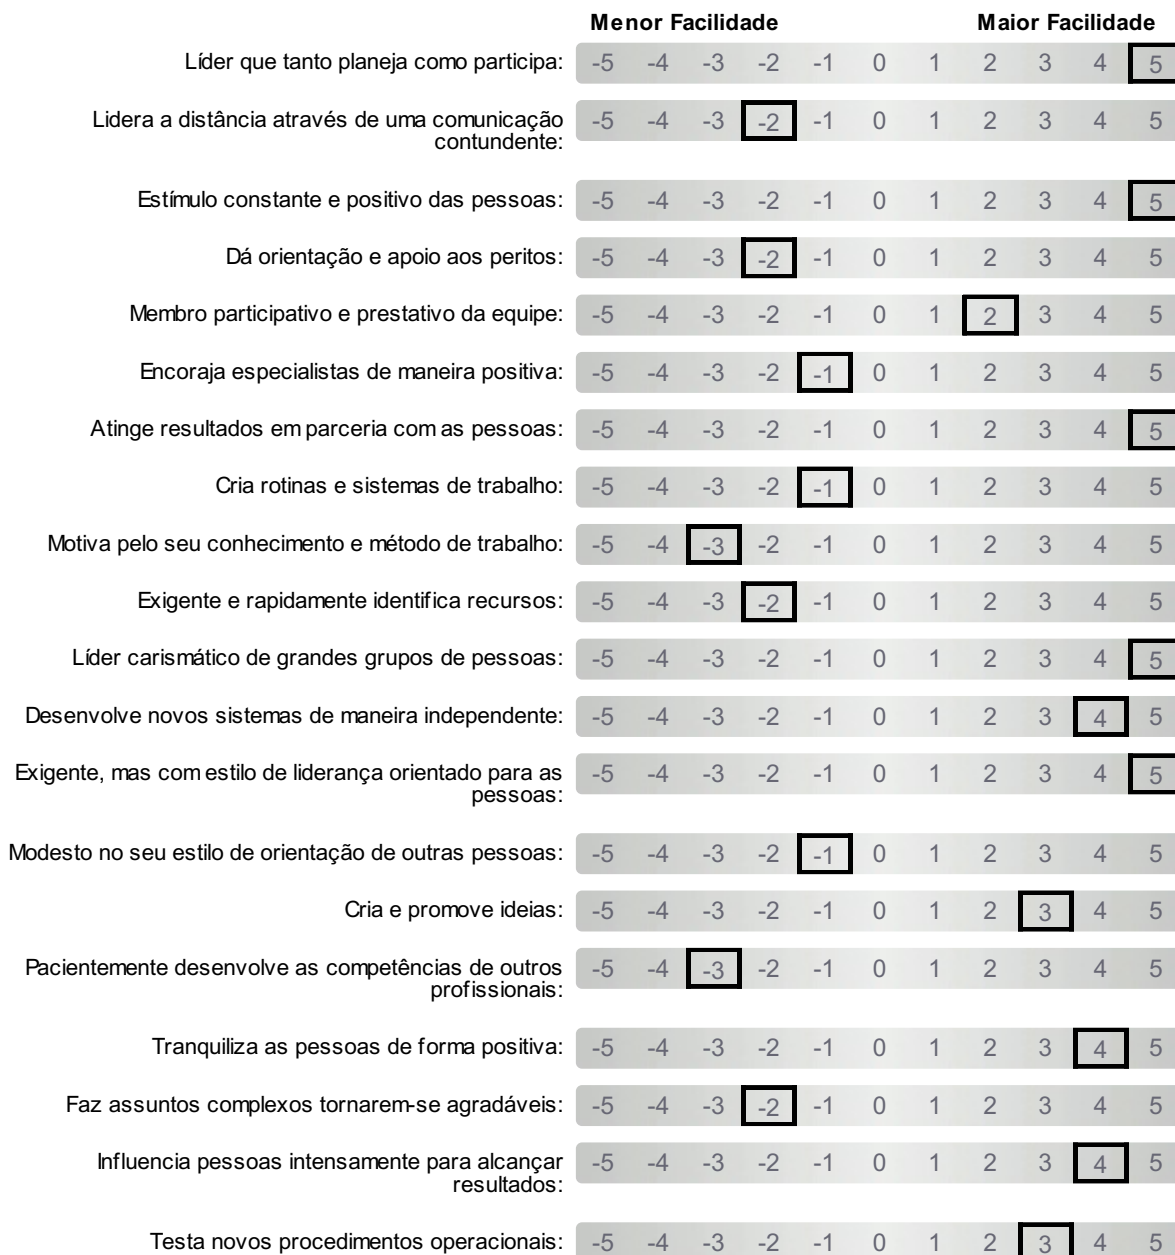 Menor Facilidade Maior Facilidade
Líder que tanto planeja como participa: -5 -4 -3 -2 -1 0 1 2 3 4 5
Lidera a distância através de uma comunicação
contundente: -5 -4 -3 -2 -1 0 1 2 3 4 5
Estímulo constante e positivo das pessoas: -5 -4 -3 -2 -1 0 1 2 3 4 5
Dá orientação e apoio aos peritos: -5 -4 -3 -2 -1 0 1 2 3 4 5
Membro participativo e prestativo da equipe: -5 -4 -3 -2 -1 0 1 2 3 4 5
Encoraja especialistas de maneira positiva: -5 -4 -3 -2 -1 0 1 2 3 4 5
Atinge resultados em parceria com as pessoas: -5 -4 -3 -2 -1 0 1 2 3 4 5
Cria rotinas e sistemas de trabalho: -5 -4 -3 -2 -1 0 1 2 3 4 5
Motiva pelo seu conhecimento e método de trabalho: -5 -4 -3 -2 -1 0 1 2 3 4 5
Exigente e rapidamente identifica recursos: -5 -4 -3 -2 -1 0 1 2 3 4 5
Líder carismático de grandes grupos de pessoas: -5 -4 -3 -2 -1 0 1 2 3 4 5
Desenvolve novos sistemas de maneira independente: -5 -4 -3 -2 -1 0 1 2 3 4 5
Exigente, mas com estilo de liderança orientado para as
pessoas: -5 -4 -3 -2 -1 0 1 2 3 4 5
Modesto no seu estilo de orientação de outras pessoas: -5 -4 -3 -2 -1 0 1 2 3 4 5
Cria e promove ideias: -5 -4 -3 -2 -1 0 1 2 3 4 5
Pacientemente desenvolve as competências de outros
profissionais: -5 -4 -3 -2 -1 0 1 2 3 4 5
Tranquiliza as pessoas de forma positiva: -5 -4 -3 -2 -1 0 1 2 3 4 5
Faz assuntos complexos tornarem-se agradáveis: -5 -4 -3 -2 -1 0 1 2 3 4 5
Influencia pessoas intensamente para alcançar
resultados: -5 -4 -3 -2 -1 0 1 2 3 4 5
Testa novos procedimentos operacionais: -5 -4 -3 -2 -1 0 1 2 3 4 5